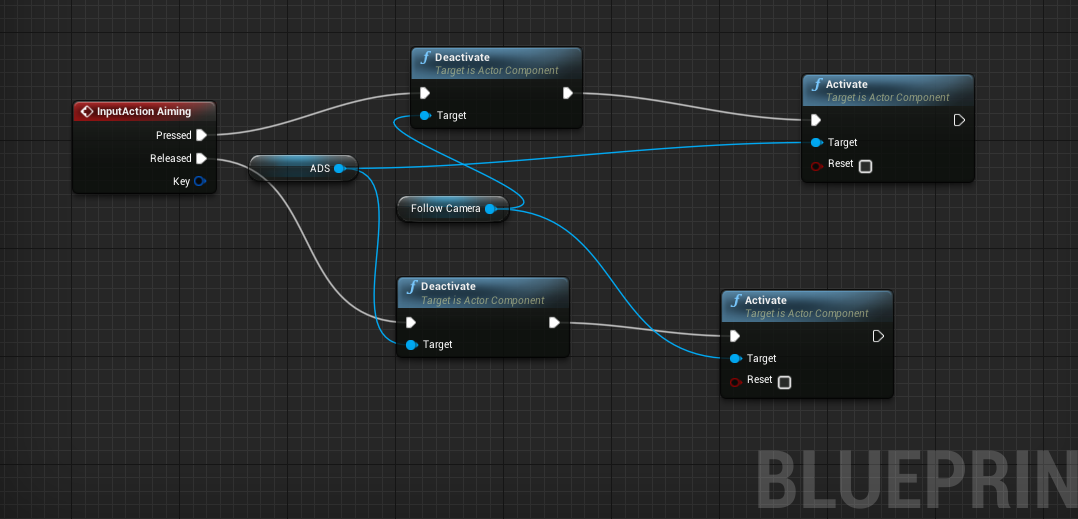 Deactivate
Target is Actor Component
Target
Activate
Target is Actor Component
Target
Reset
InputAction Aiming
Pressed
Released
Key
ADS
Follow Camera
Deactivate
Target is Actor Component
Target
Activate
Target is Actor Component
Target
Reset
BLUEPRIN